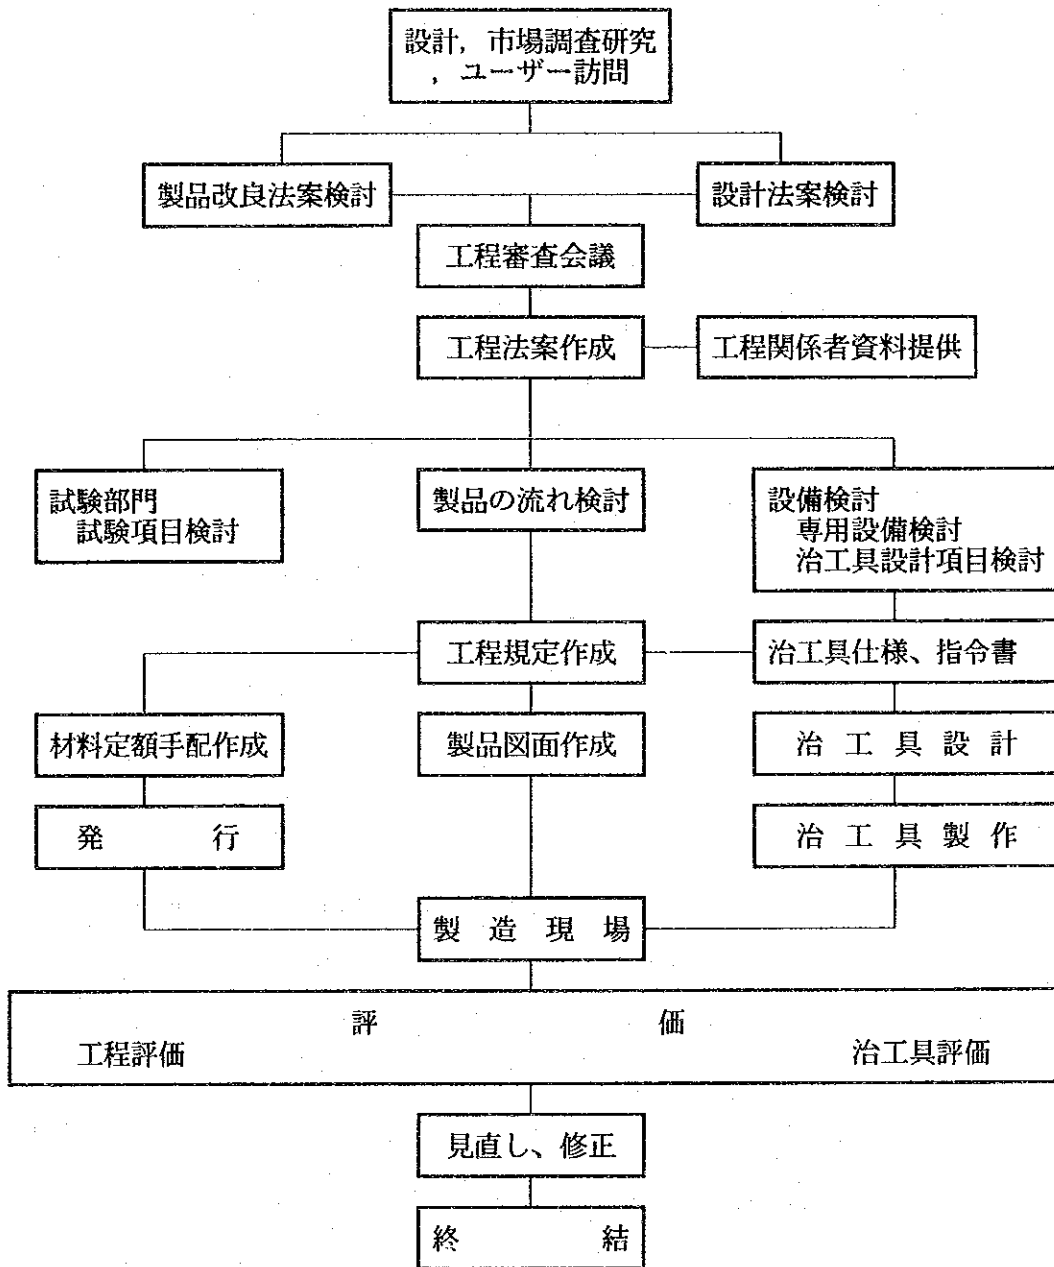 設計，市場調査研究
，ユーザー訪問
製品改良法案検討
設計法案検討
工程審査会議
工程法案作成
工程関係者資料提供
試験部門
試験項目検討
製品の流れ検討
設備検討
専用設備検討
治工具設計項目検討
工程規定作成
治工具仕様、指令書
材料定額手配作成
製品図面作成
治工具設計
発行
治工具製作
製造現場
評価
工程評価
治工具評価
見直し、修正
終結